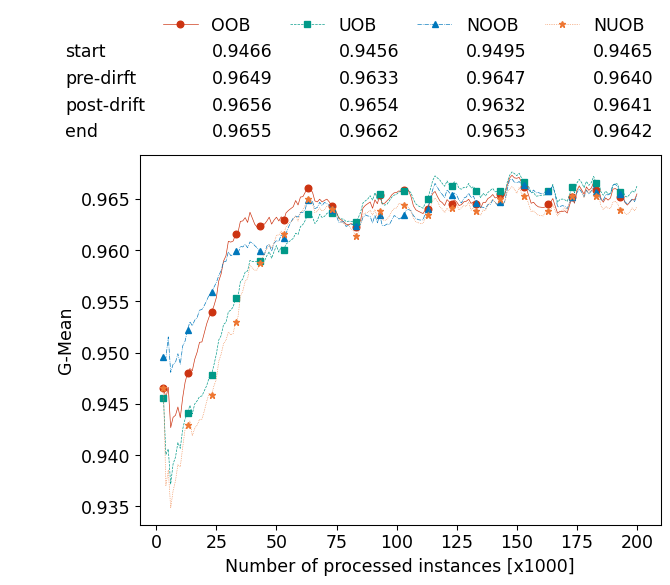 OOB UOB NOOB NUOB
start 0.9466 0.9456 0.9495 0.9465
pre-dirft 0.9649 0.9633 0.9647 0.9640
post-drift 0.9656 0.9654 0.9632 0.9641
end 0.9655 0.9662 0.9653 0.9642
0.965
0.960
0.955
0.950
0.945
0.940
0.935
G-Mean
0 25 50 75 100 125 150 175 200
Number of processed instances [x1000]